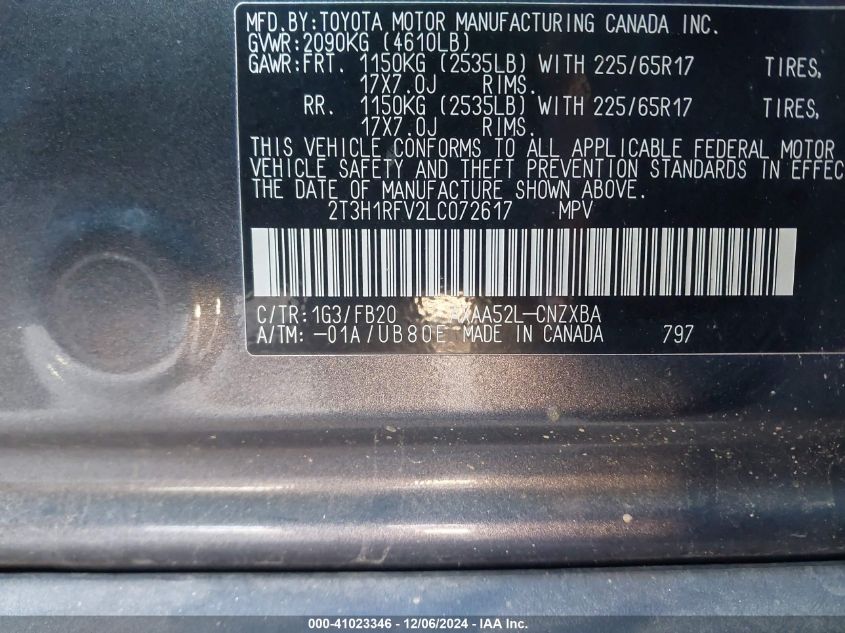 MFD.BY:TOYOTA MOTOR MANUFACTURING CANADA INC.
GVWR:2090KG (4610LB)
GAWR:FRT. 1150KG (2535LB) WITH 225/65R17 TIRES,
17X7.0J RIMS.
RR. 1150KG (2535LB) WITH 225/65R17 TIRES,
17X7.0J RIMS.
THIS VEHICLE CONFORMS TO ALL APPLICABLE FEDERAL MOTOR
VEHICLE SAFETY AND THEFT PREVENTION STANDARDS IN EFFEC
THE DATE OF MANUFACTURE SHOWN ABOVE.
2T3H1RFV2LC072617 MPV
C/TR:1G3/FB20 AXAA52L-CNZXBA
A/TM: -01A/UB80E MADE IN CANADA 797
000-41023346 - 12/06/2024 - IAA Inc.